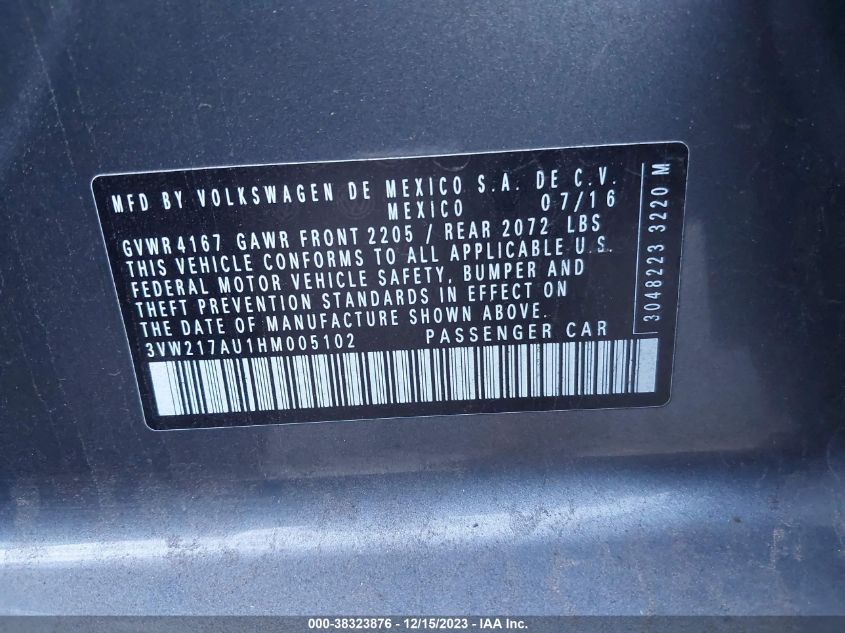 MFD BY VOLKSWAGEN DE MEXICO S.A. DE C.V.
MEXICO 07/16
GVWR4167 GAWR FRONT 2205 / REAR 2072 LBS
THIS VEHICLE CONFORMS TO ALL APPLICABLE U.S.
FEDERAL MOTOR VEHICLE SAFETY, BUMPER AND
THEFT PREVENTION STANDARDS IN EFFECT ON
THE DATE OF MANUFACTURE SHOWN ABOVE.
3VW217AU1HM005102 PASSENGER CAR
3048223 3220 M
000-38323876 - 12/15/2023 - IAA Inc.